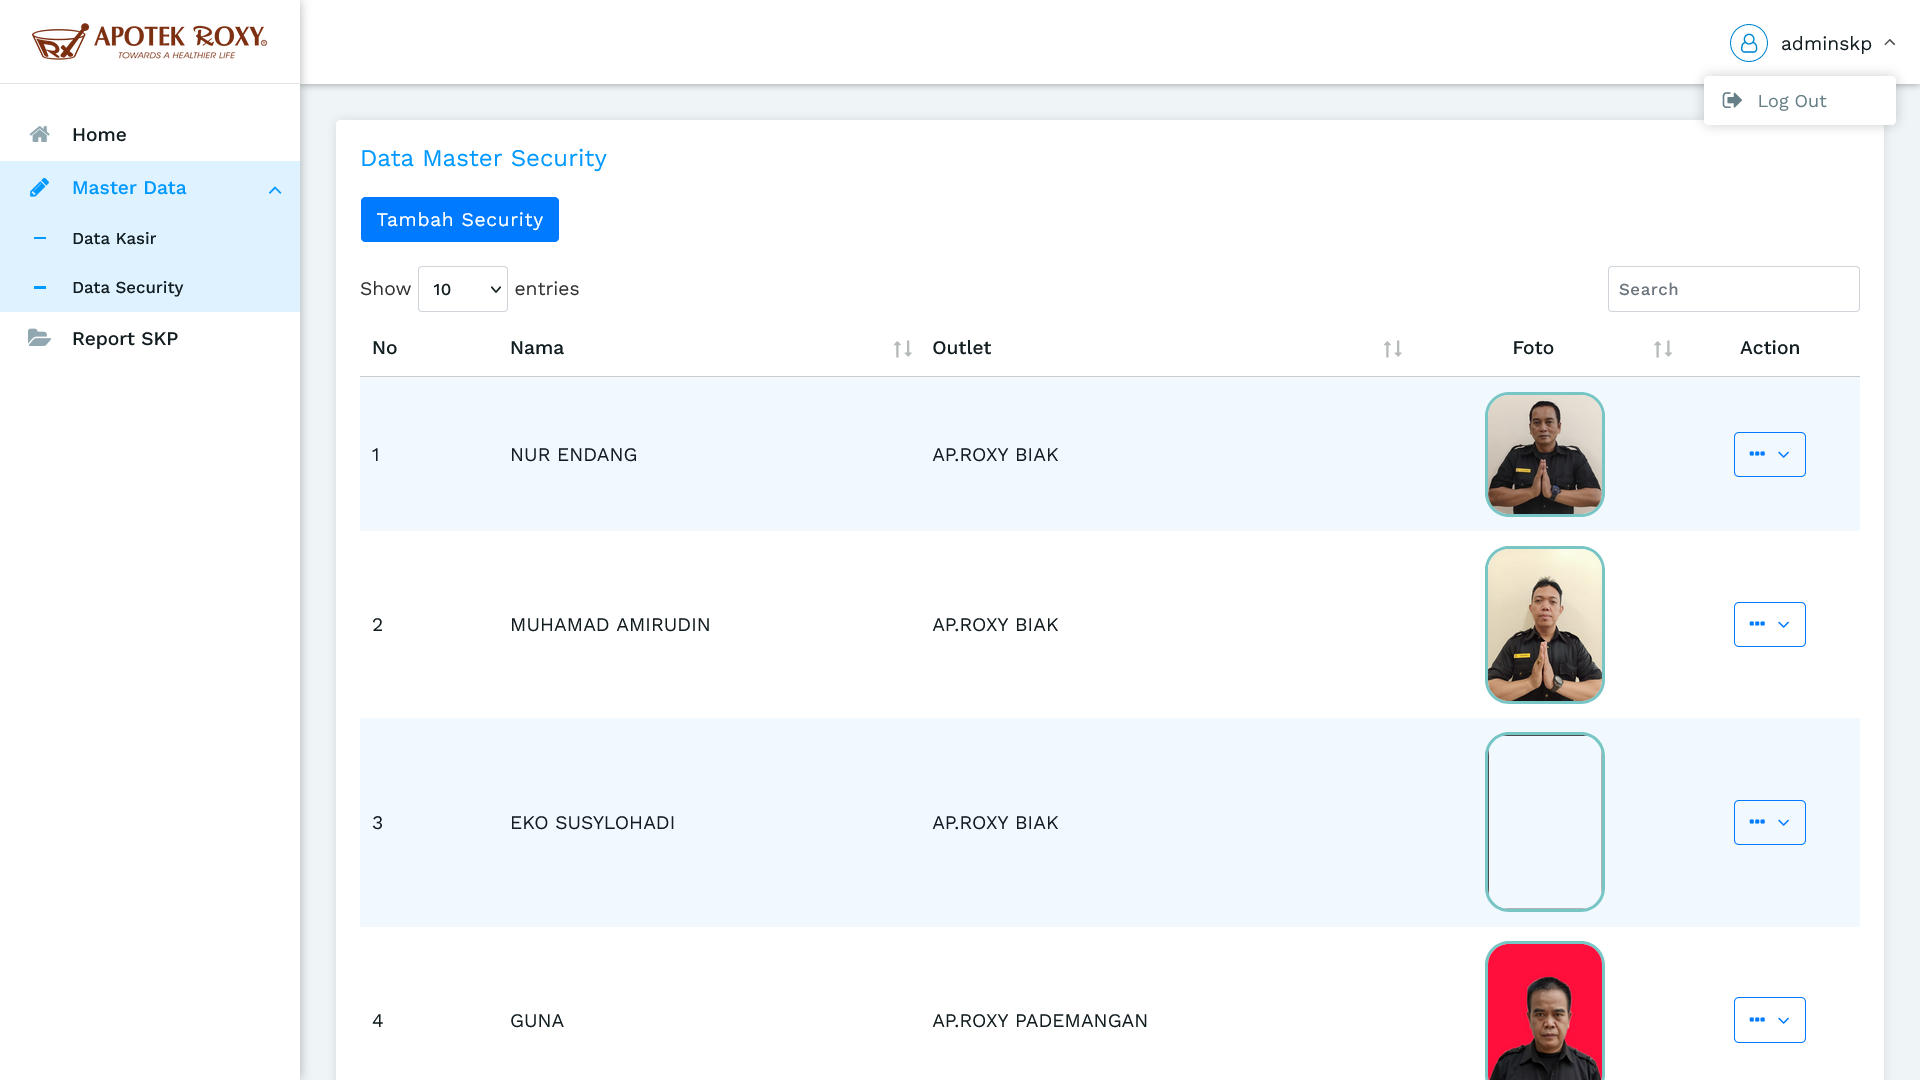 APOTEK ROXY
TOWARDS A HEALTHIER LIFE
adminskp
Log Out
Home
Master Data
Data Kasir
Data Security
Report SKP
Data Master Security
Tambah Security
Show 10 entries
Search
No Nama Outlet Foto Action
1 NUR ENDANG AP.ROXY BIAK
2 MUHAMAD AMIRUDIN AP.ROXY BIAK
3 EKO SUSYLOHADI AP.ROXY BIAK
4 GUNA AP.ROXY PADEMANGAN